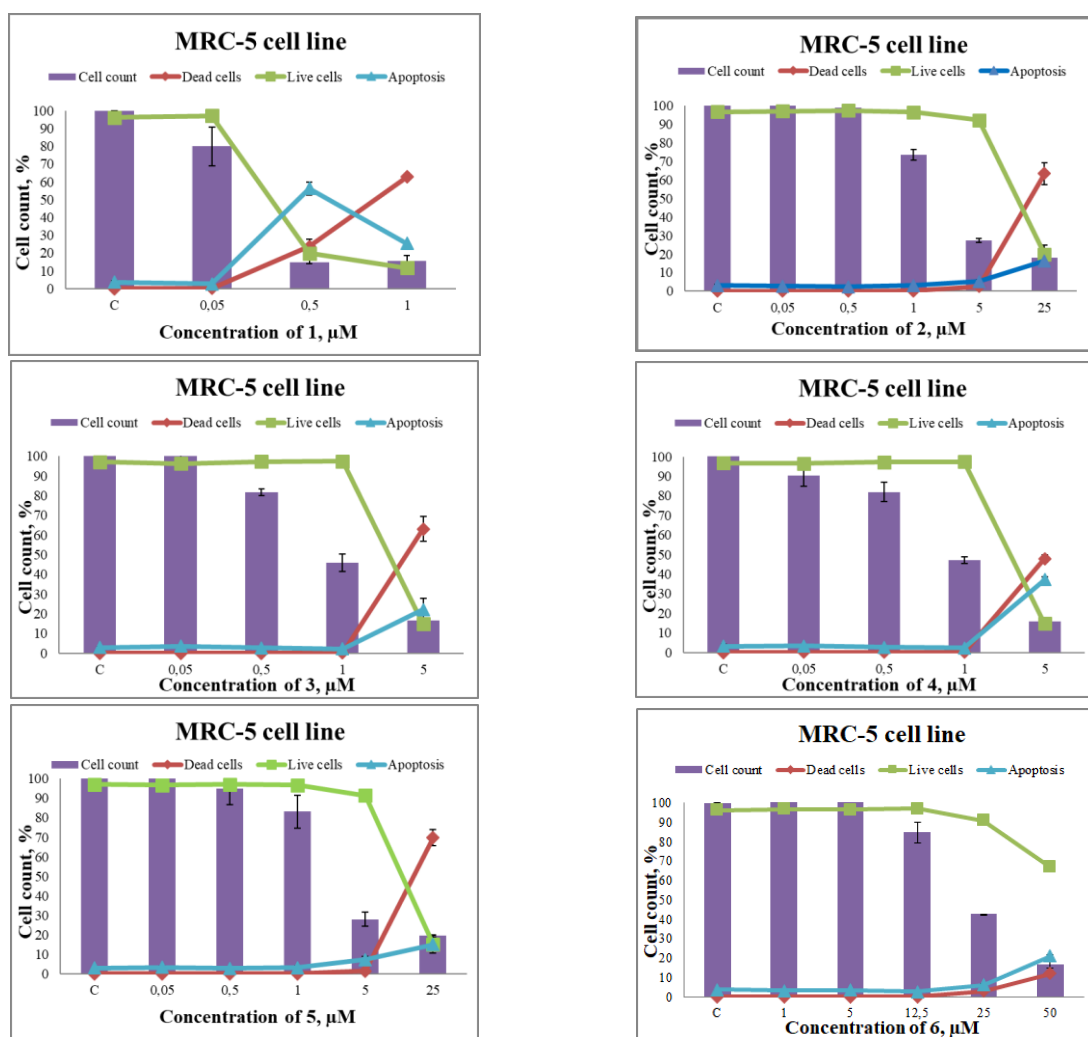 MRC-5 cell line
Cell count Dead cells Live cells Apoptosis
Cell count, %
100
90
80
70
60
50
40
30
20
10
0
C 0,05 0,5 1
Concentration of 1, μM
MRC-5 cell line
Cell count Dead cells Live cells Apoptosis
Cell count, %
100
90
80
70
60
50
40
30
20
10
0
C 0,05 0,5 1 5 25
Concentration of 2, μM
MRC-5 cell line
Cell count Dead cells Live cells Apoptosis
Cell count, %
100
90
80
70
60
50
40
30
20
10
0
C 0,05 0,5 1 5
Concentration of 3, μM
MRC-5 cell line
Cell count Dead cells Live cells Apoptosis
Cell count, %
100
90
80
70
60
50
40
30
20
10
0
C 0,05 0,5 1 5
Concentration of 4, μM
MRC-5 cell line
Cell count Dead cells Live cells Apoptosis
Cell count, %
100
90
80
70
60
50
40
30
20
10
0
C 0,05 0,5 1 5 25
Concentration of 5, μM
MRC-5 cell line
Cell count Dead cells Live cells Apoptosis
Cell count, %
100
90
80
70
60
50
40
30
20
10
0
C 1 5 12,5 25 50
Concentration of 6, μM